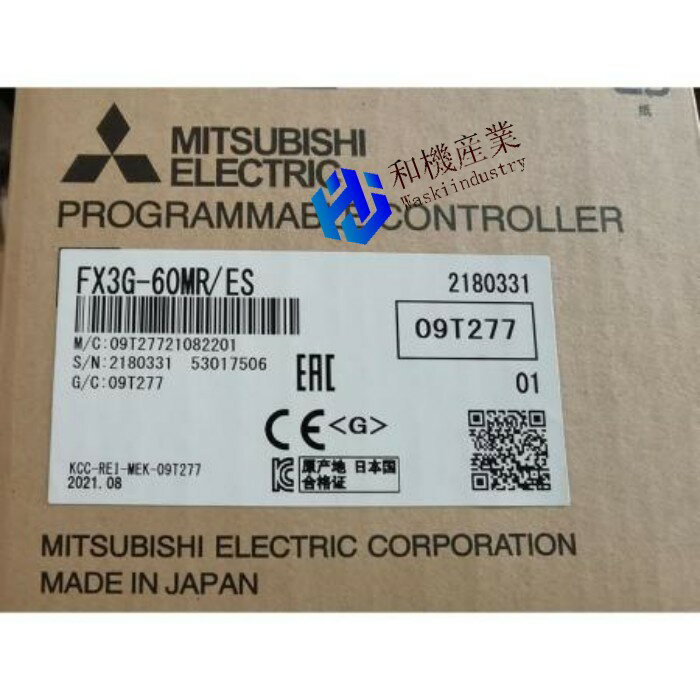 紙
MITSUBISHI
ELECTRIC
和機産業
Waskiindustry
PROGRAMMABLE CONTROLLER
FX3G-60MR/ES
2180331
M/C:09T27721082201
S/N:2180331 53017506
G/C:09T277
09T277
EAC
01
CE <G>
KCC-REI-MEK-09T277
2021.08
原产地 日本国
合格证
MITSUBISHI ELECTRIC CORPORATION
MADE IN JAPAN